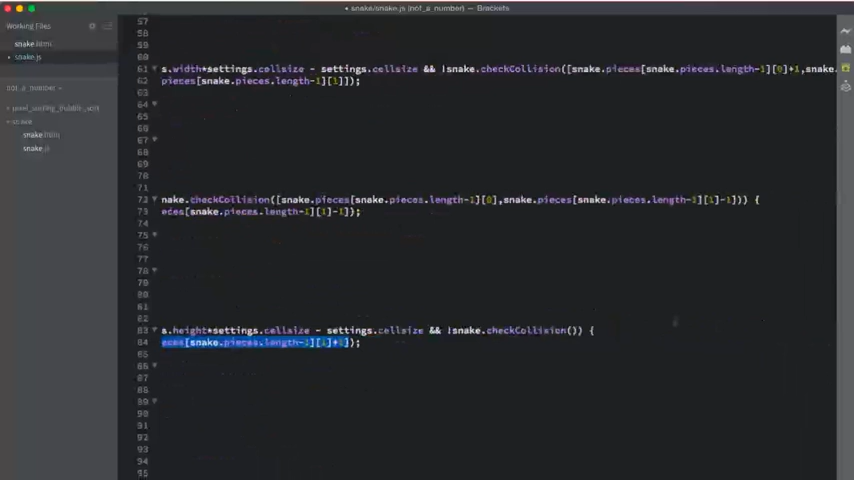 snake/snake.js (not_a_number) — Brackets
Working Files
snake.html
snake.js
not_a_number
pixel_sorting_bubble_sort
snake
snake.html
snake.js
57
58
59
60
61 s.width*settings.cellsize - settings.cellsize && !snake.checkCollision([snake.pieces[snake.pieces.length-1][0]+1,snake.
62 pieces[snake.pieces.length-1][1]]);
63
64
65
66
67
68
69
70
71
72 nake.checkCollision([snake.pieces[snake.pieces.length-1][0],snake.pieces[snake.pieces.length-1][1]-1])) {
73 eces[snake.pieces.length-1][1]-1]);
74
75
76
77
78
79
80
81
82
83 s.height*settings.cellsize - settings.cellsize && !snake.checkCollision()) {
84 eces[snake.pieces.length-1][1]+1]);
85
86
87
88
89
90
91
92
93
94
95